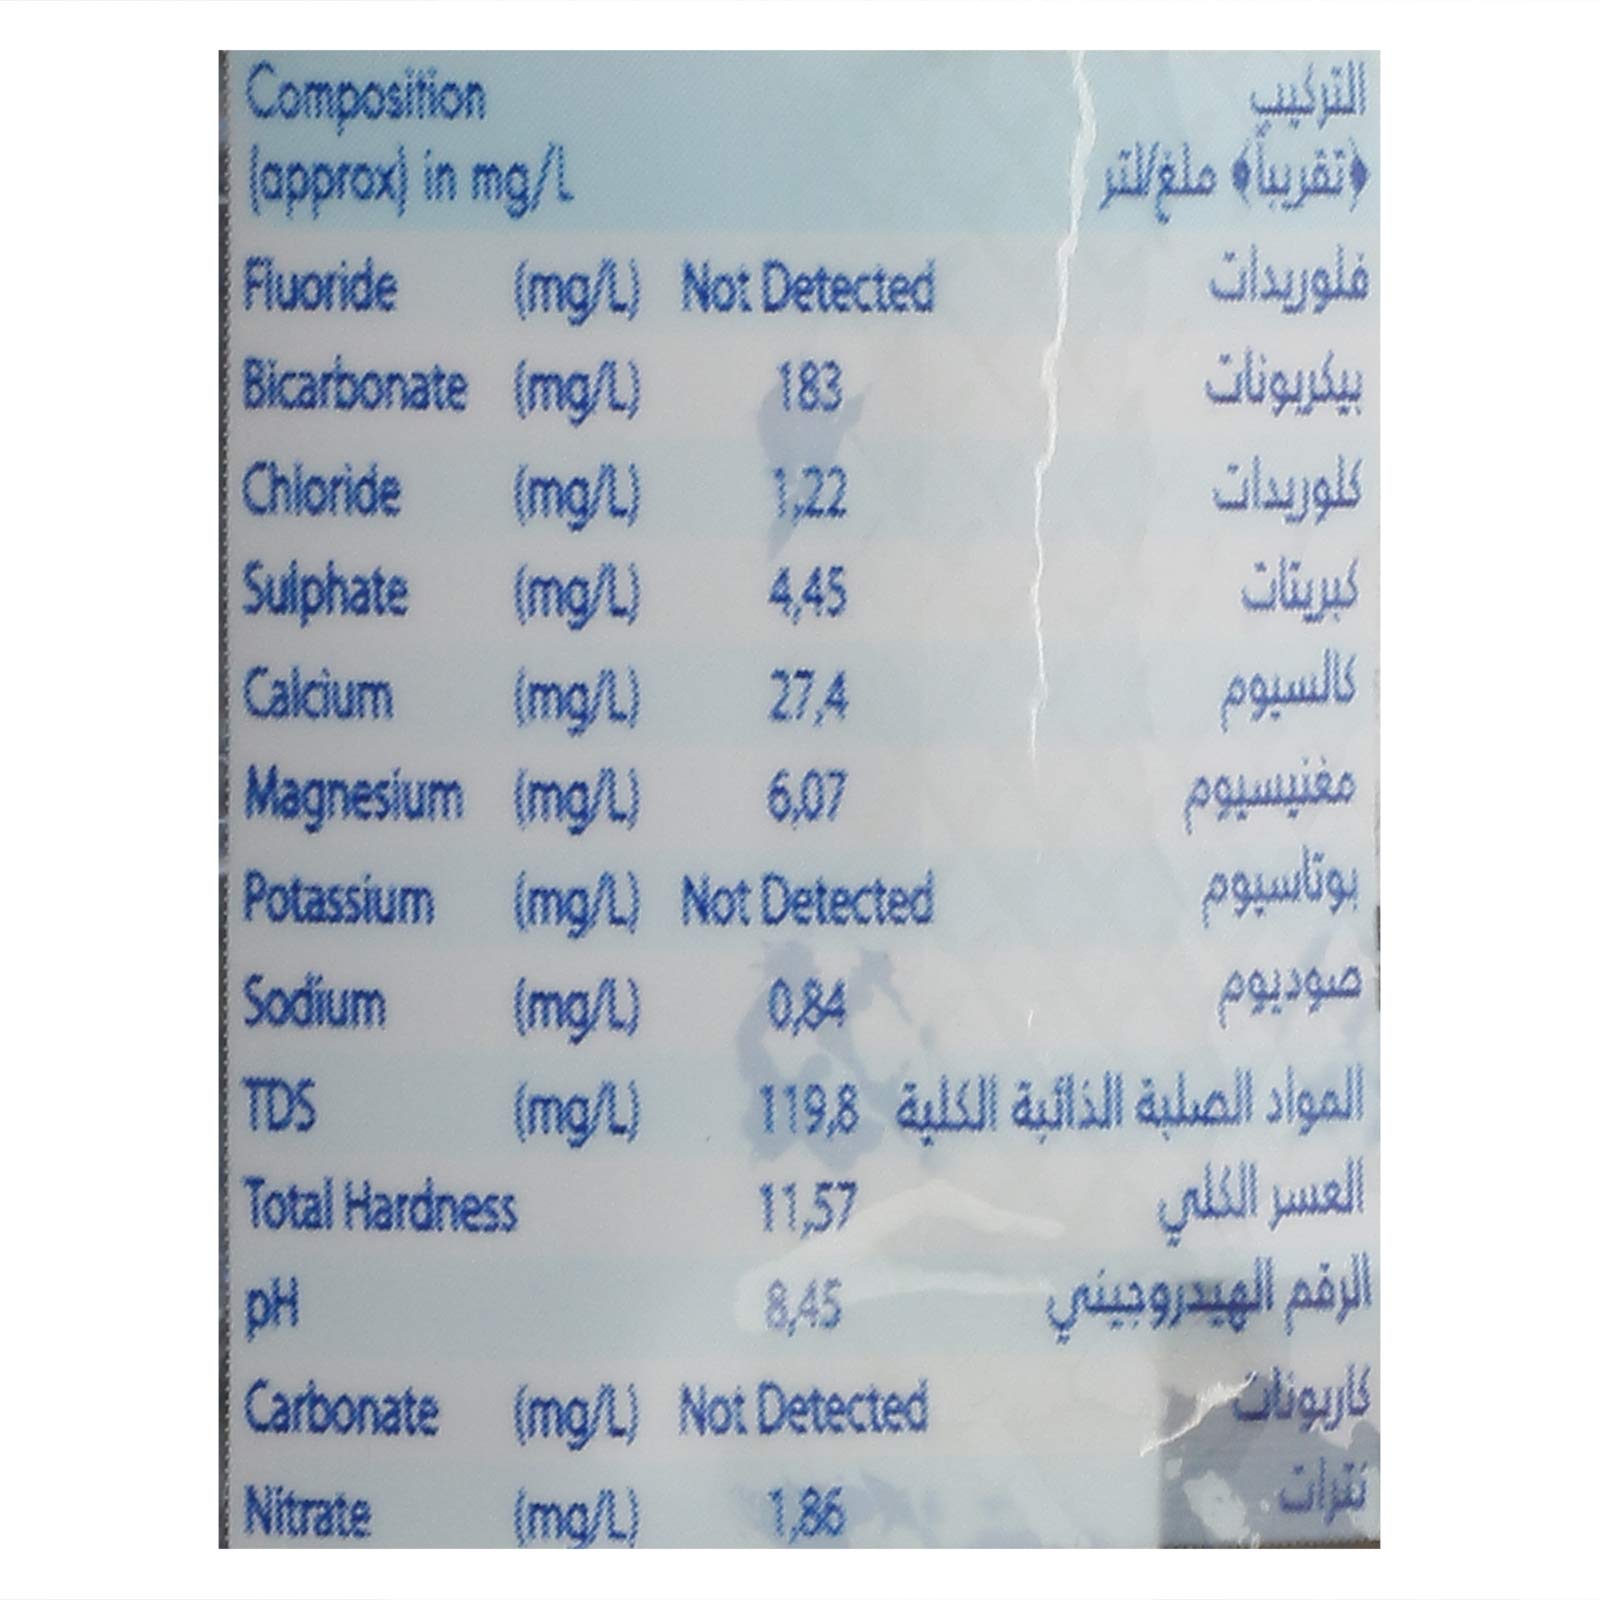 Composition التركيب
(approx) in mg/L ﴿تقريباً﴾ ملغ/لتر
Fluoride (mg/L) Not Detected فلوريدات
Bicarbonate (mg/L) 183 بيكربونات
Chloride (mg/L) 1,22 كلوريدات
Sulphate (mg/L) 4,45 كبريتات
Calcium (mg/L) 27,4 كالسيوم
Magnesium (mg/L) 6,07 مغنيسيوم
Potassium (mg/L) Not Detected بوتاسيوم
Sodium (mg/L) 0,84 صوديوم
TDS (mg/L) 119,8 المواد الصلبة الذائبة الكلية
Total Hardness 11,57 العسر الكلي
pH 8,45 الرقم الهيدروجيني
Carbonate (mg/L) Not Detected كاربونات
Nitrate (mg/L) 1,86 نترات